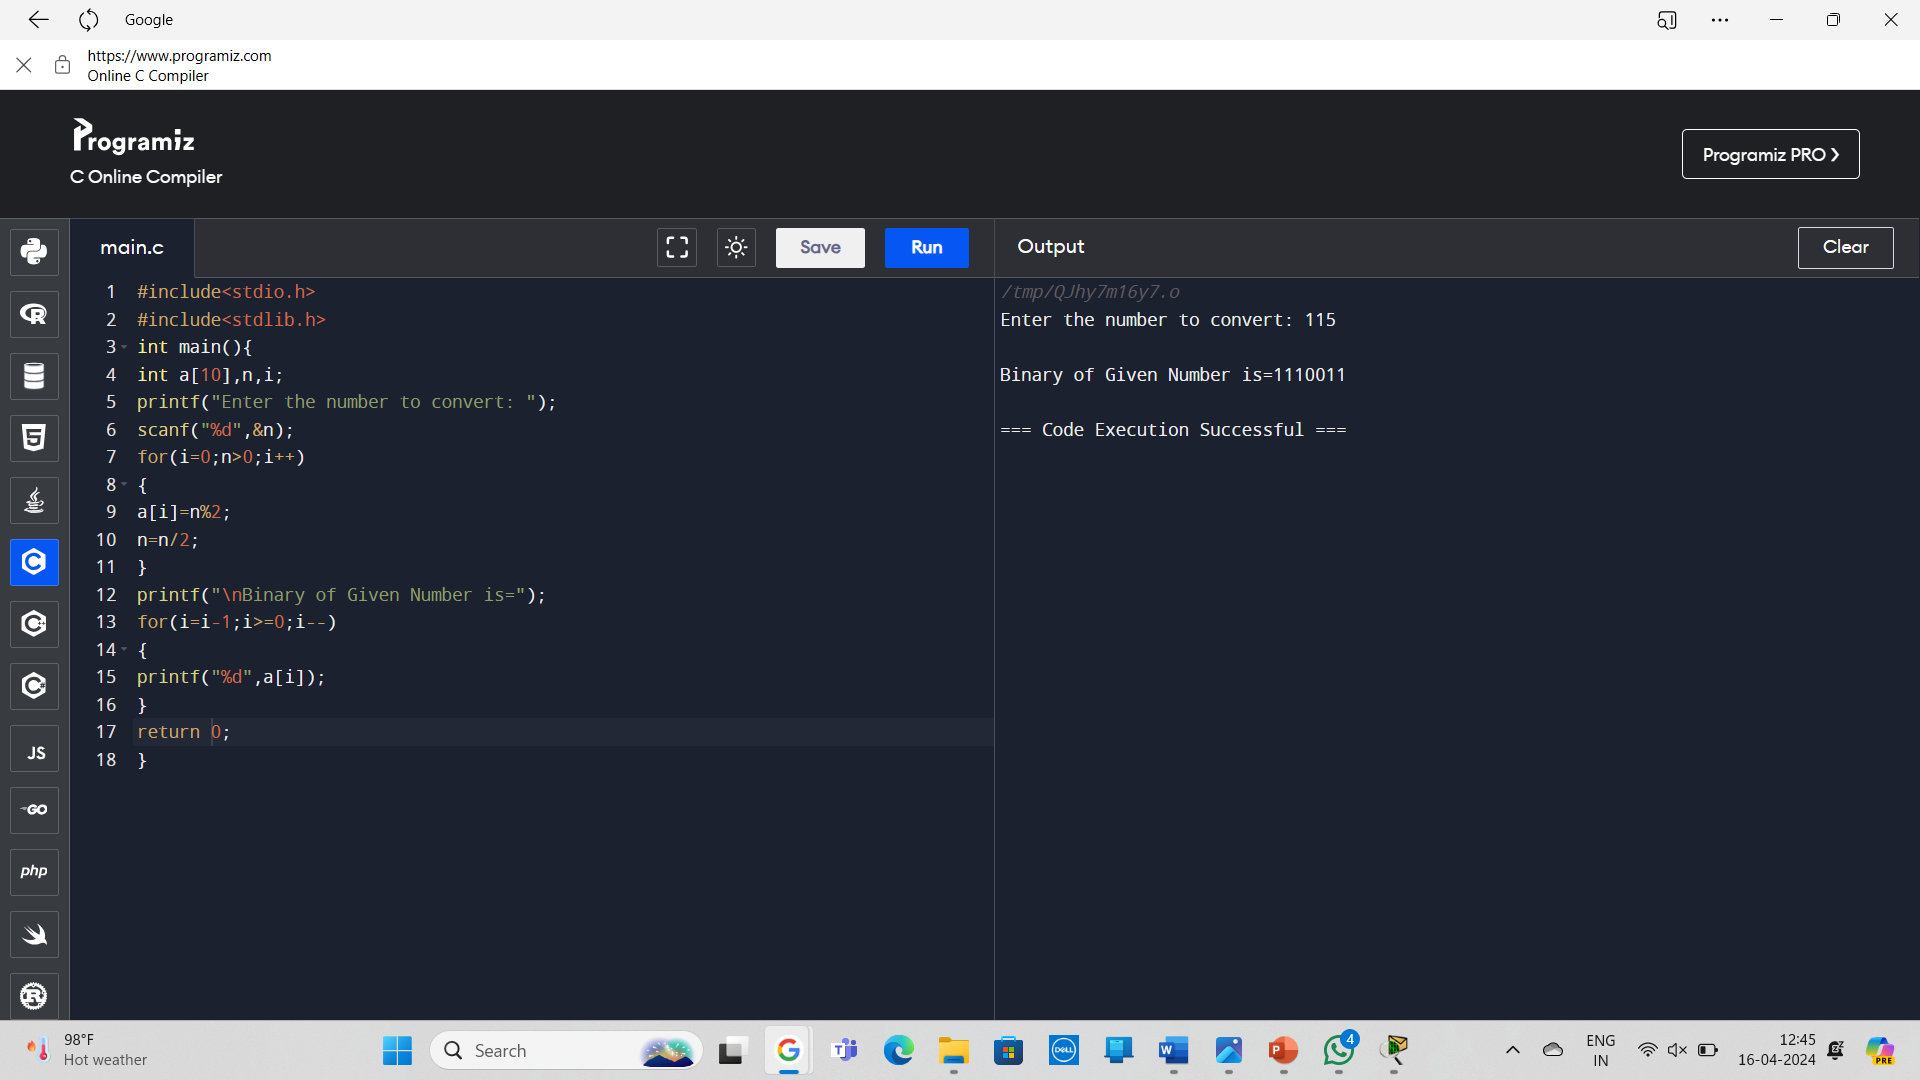 Google
https://www.programiz.com
Online C Compiler
Programiz
C Online Compiler
Programiz PRO ❯
main.c
Save
Run
Output
Clear
1 #include<stdio.h>
2 #include<stdlib.h>
3 int main(){
4 int a[10],n,i;
5 printf("Enter the number to convert: ");
6 scanf("%d",&n);
7 for(i=0;n>0;i++)
8 {
9 a[i]=n%2;
10 n=n/2;
11 }
12 printf("\nBinary of Given Number is=");
13 for(i=i-1;i>=0;i--)
14 {
15 printf("%d",a[i]);
16 }
17 return 0;
18 }
/tmp/QJhy7m16y7.o
Enter the number to convert: 115
Binary of Given Number is=1110011
=== Code Execution Successful ===
R
5
C
C
C
JS
GO
php
R
98°F
Hot weather
Search
DELL
W
P
4
ENG
IN
12:45
16-04-2024
PRE